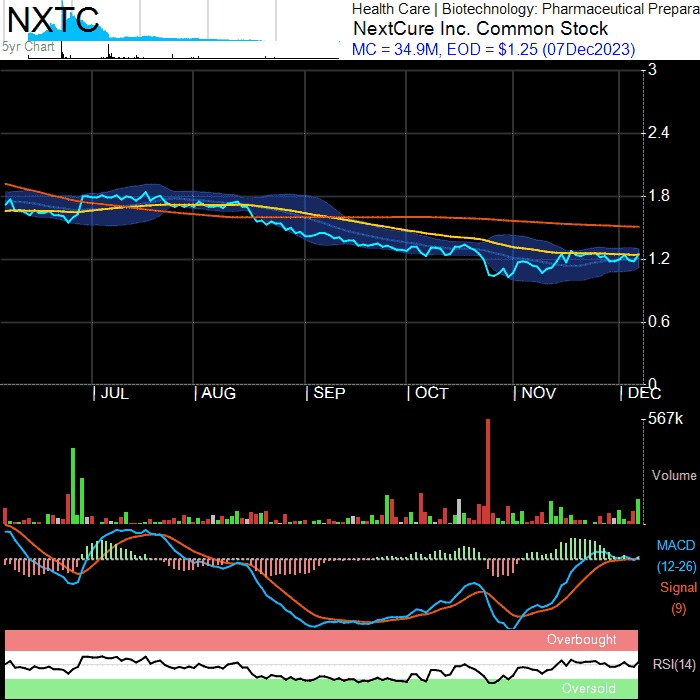 NXTC
5yr Chart
Health Care | Biotechnology: Pharmaceutical Prepara
NextCure Inc. Common Stock
MC = 34.9M, EOD = $1.25 (07Dec2023)
3
2.4
1.8
1.2
0.6
0
JUL
AUG
SEP
OCT
NOV
DEC
567k
Volume
MACD
(12-26)
Signal
(9)
Overbought
RSI(14)
Oversold